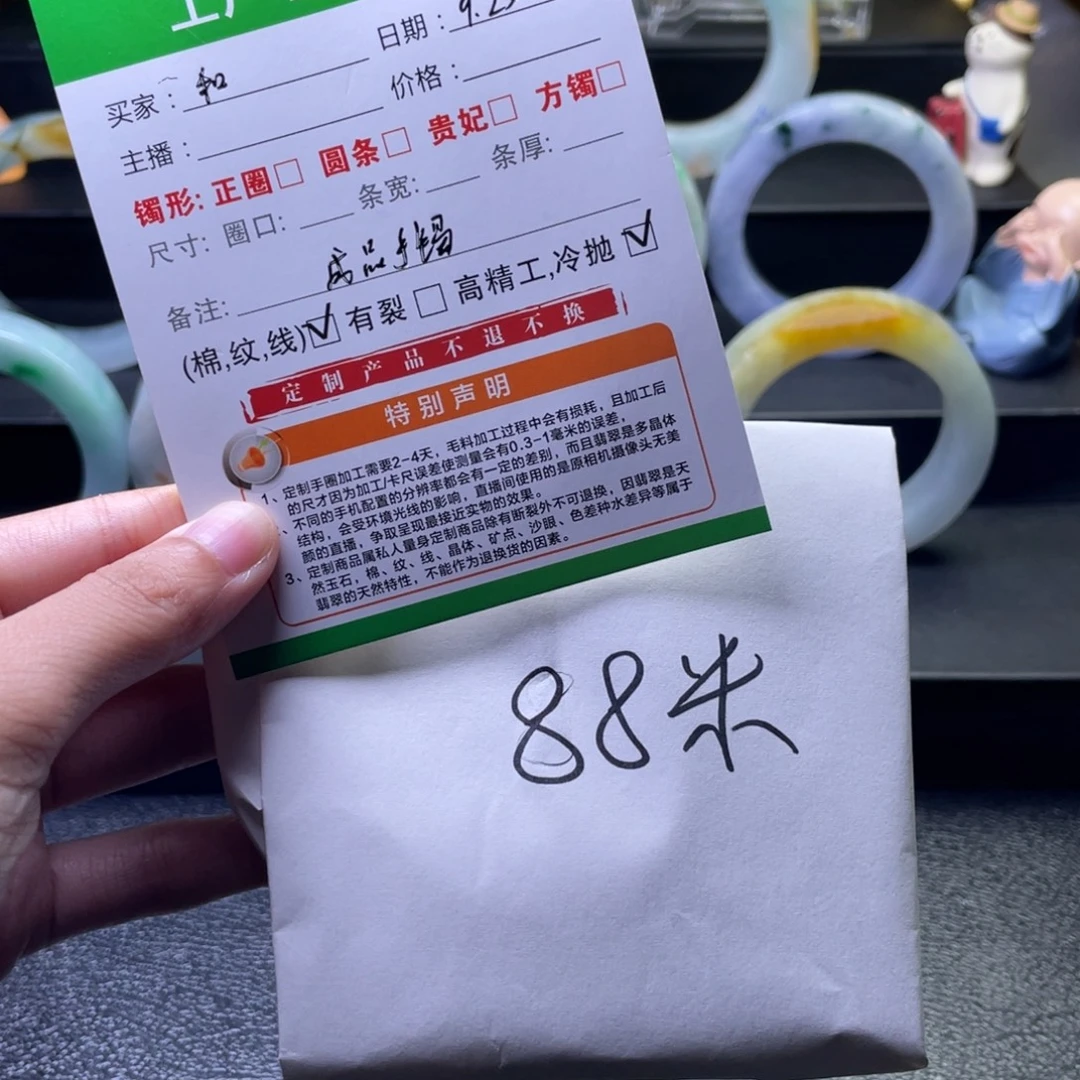 买家：和
日期：9.25
主播：
价格：
镯形：正圈□ 圆条□ 贵妃□ 方镯□
尺寸：圈口： 条宽： 条厚：
成品手镯
备注：
(棉,纹,线)☑ 有裂□ 高精工,冷抛☑
定制产品不退不换
特别声明
1、定制手圈加工需要2-4天，毛料加工过程中会有损耗，且加工后
的尺寸因为加工/卡尺误差使测量会有0.3-1毫米的误差，
不同的手机配置的分辨率都会有一定的差别，而且翡翠是多晶体
结构，会受环境光线的影响，直播间使用的是原相机摄像头无美
颜的直播，争取呈现最接近实物的效果。
3、定制商品属私人量身定制商品除有断裂外不可退换，因翡翠是天
然玉石，棉、纹、线、晶体、矿点、沙眼、色差种水差异等属于
翡翠的天然特性，不能作为退换货的因素。
88米